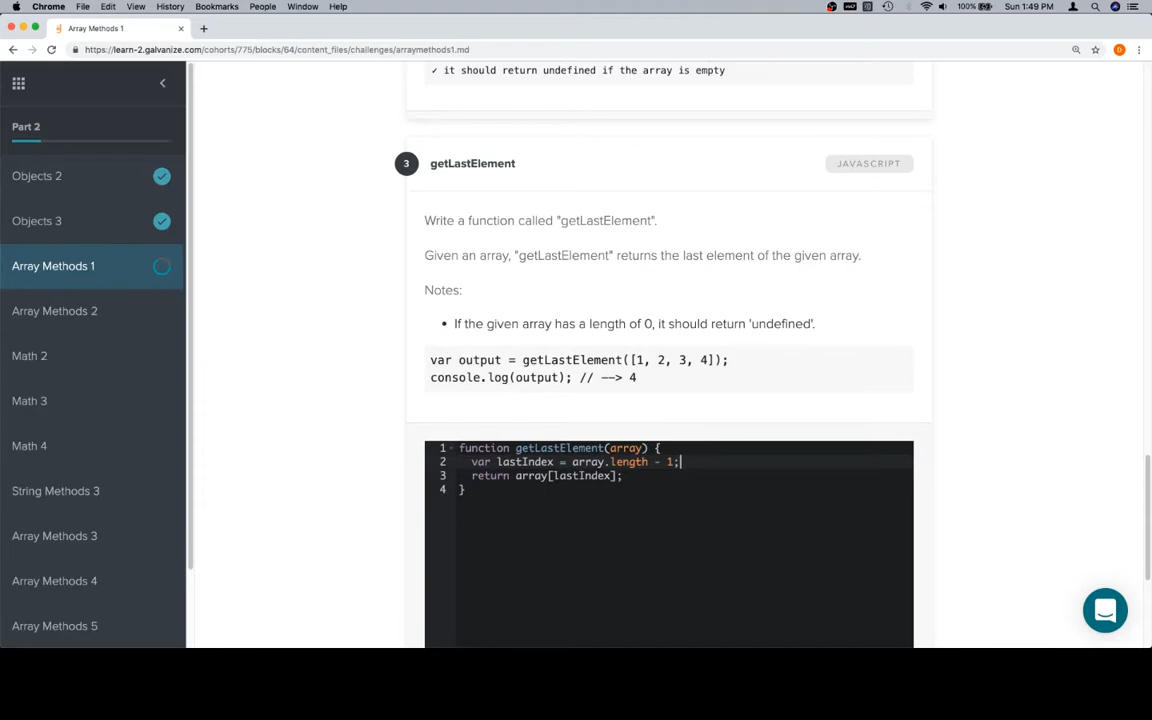 Chrome File Edit View History Bookmarks People Window Help 100% Sun 1:49 PM
Array Methods 1
https://learn-2.galvanize.com/cohorts/775/blocks/64/content_files/challenges/arraymethods1.md
D
Part 2
Objects 2
Objects 3
Array Methods 1
Array Methods 2
Math 2
Math 3
Math 4
String Methods 3
Array Methods 3
Array Methods 4
Array Methods 5
✓ it should return undefined if the array is empty
3 getLastElement JAVASCRIPT
Write a function called "getLastElement".
Given an array, "getLastElement" returns the last element of the given array.
Notes:
• If the given array has a length of 0, it should return 'undefined'.
var output = getLastElement([1, 2, 3, 4]);
console.log(output); // --> 4
1 function getLastElement(array) {
2 var lastIndex = array.length - 1;
3 return array[lastIndex];
4 }